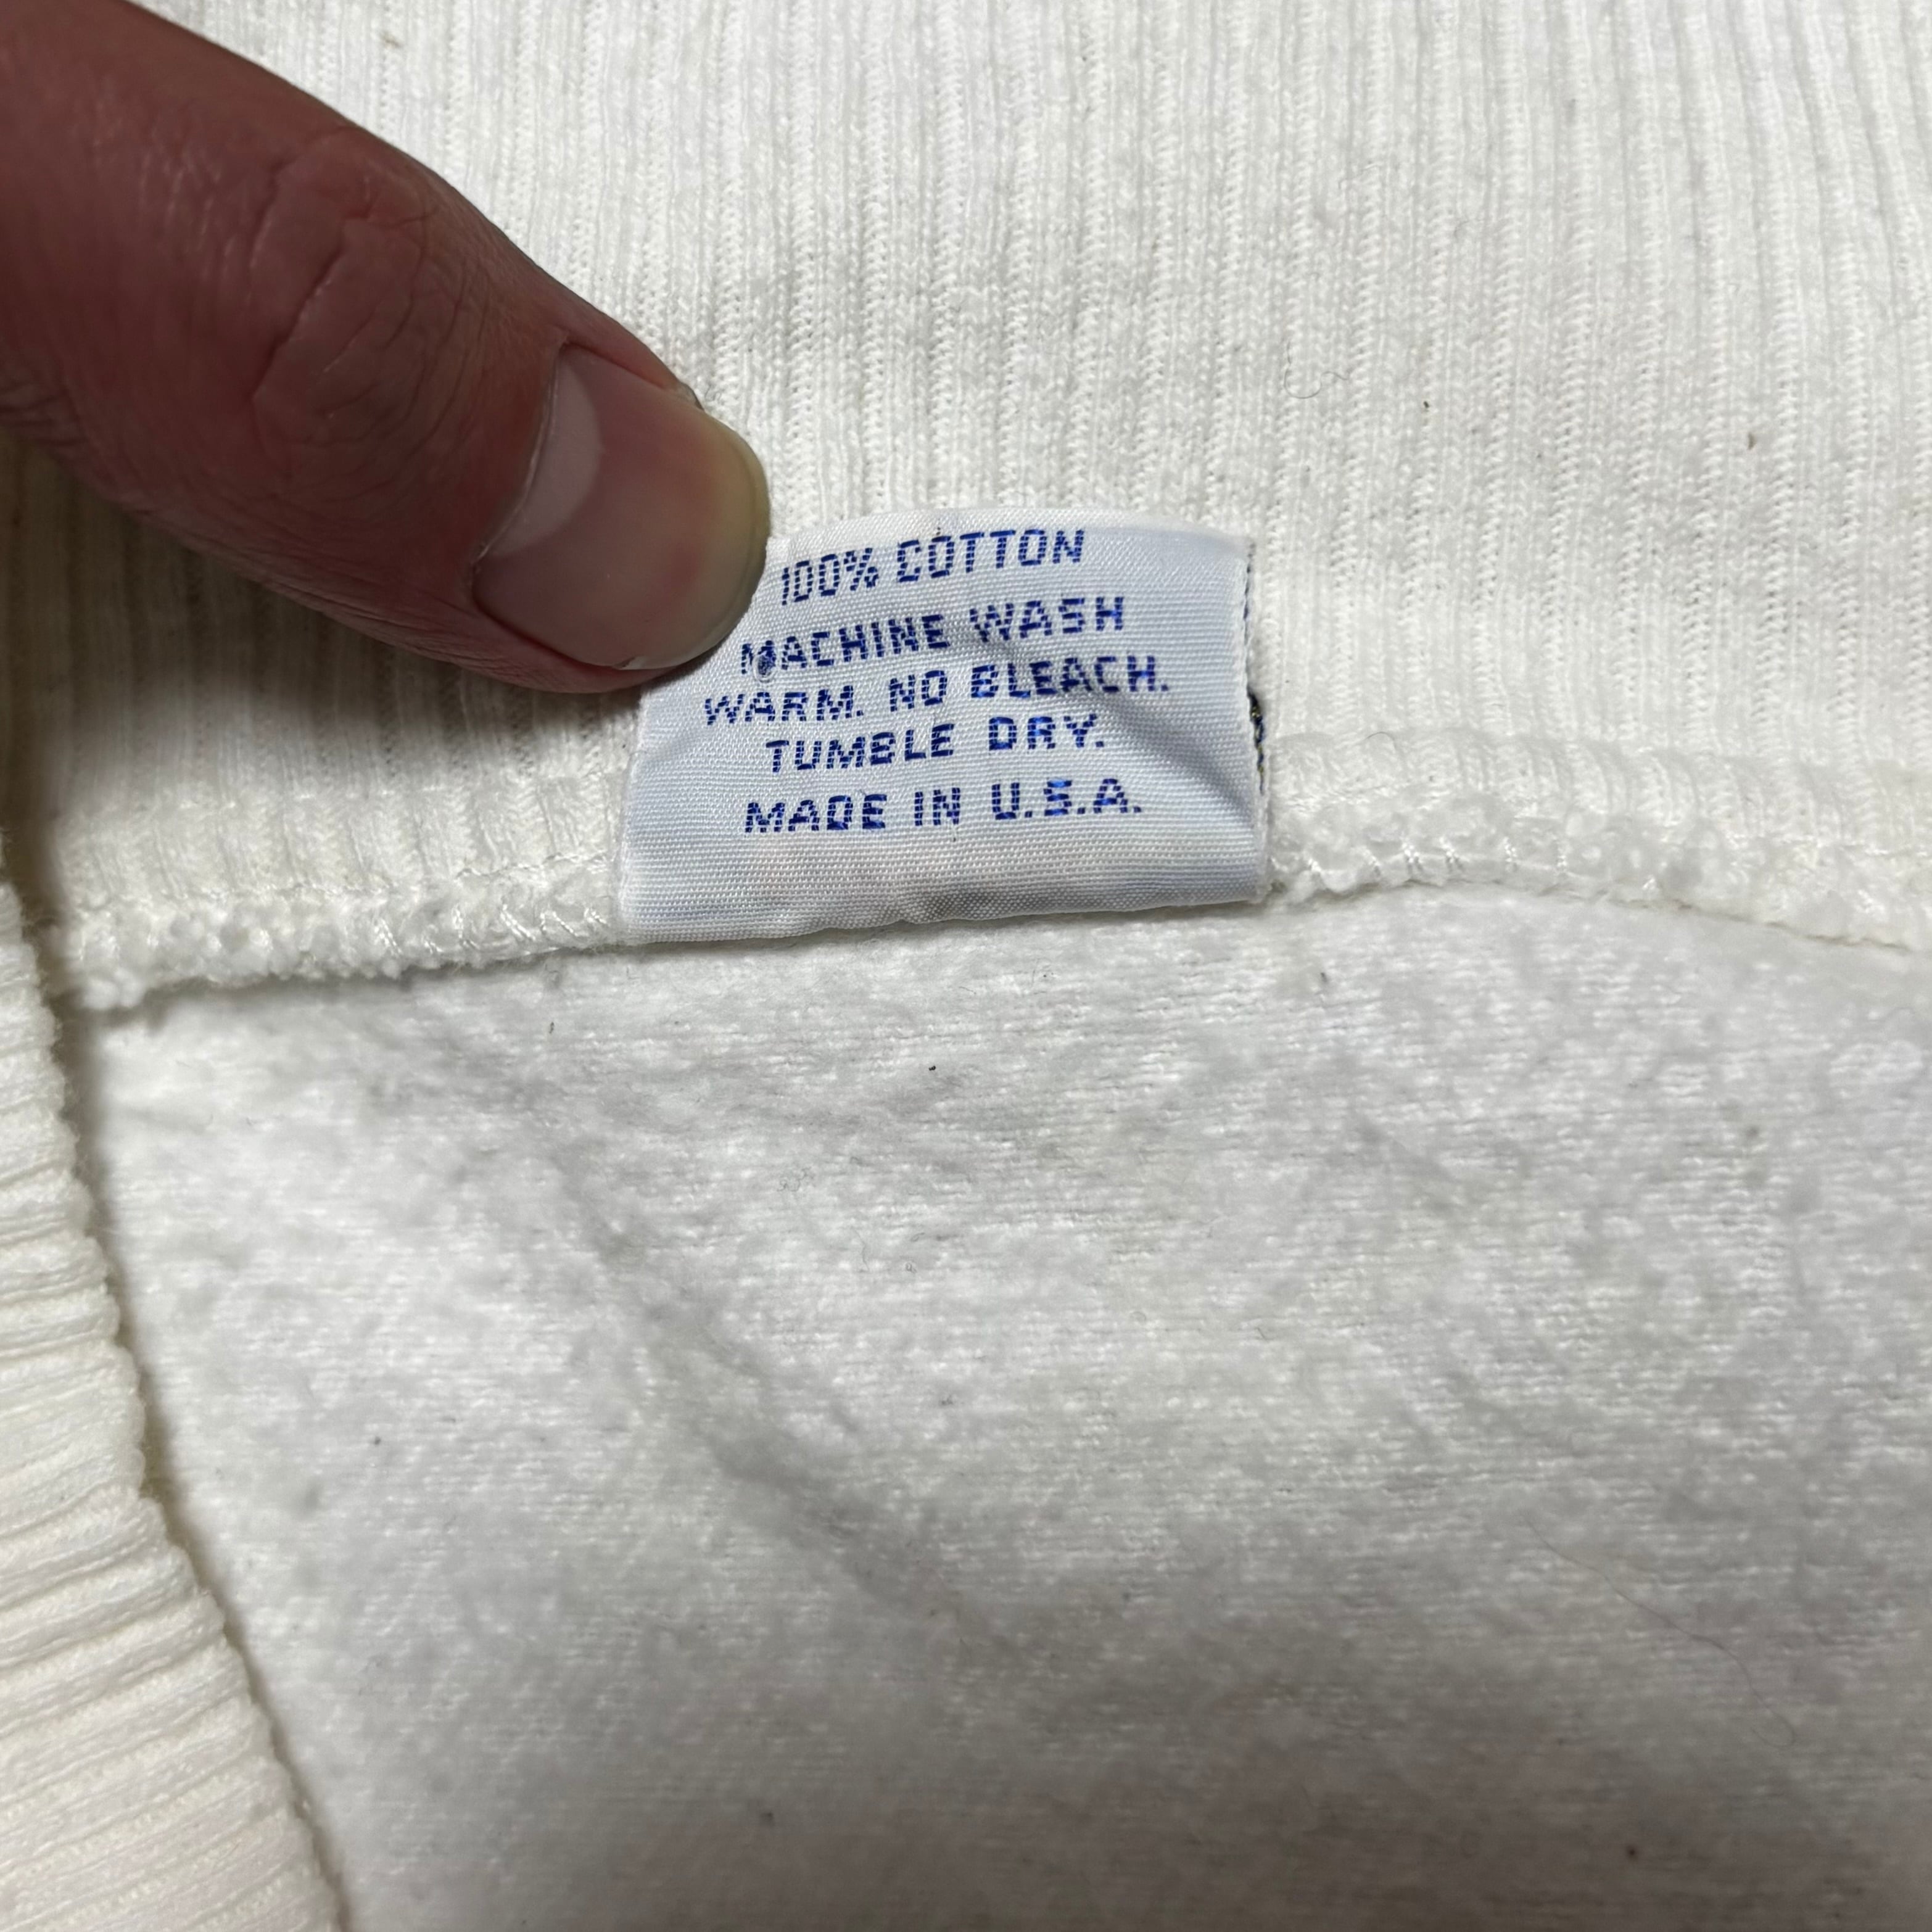 100% COTTON
MACHINE WASH
WARM. NO BLEACH.
TUMBLE DRY.
MADE IN U.S.A.